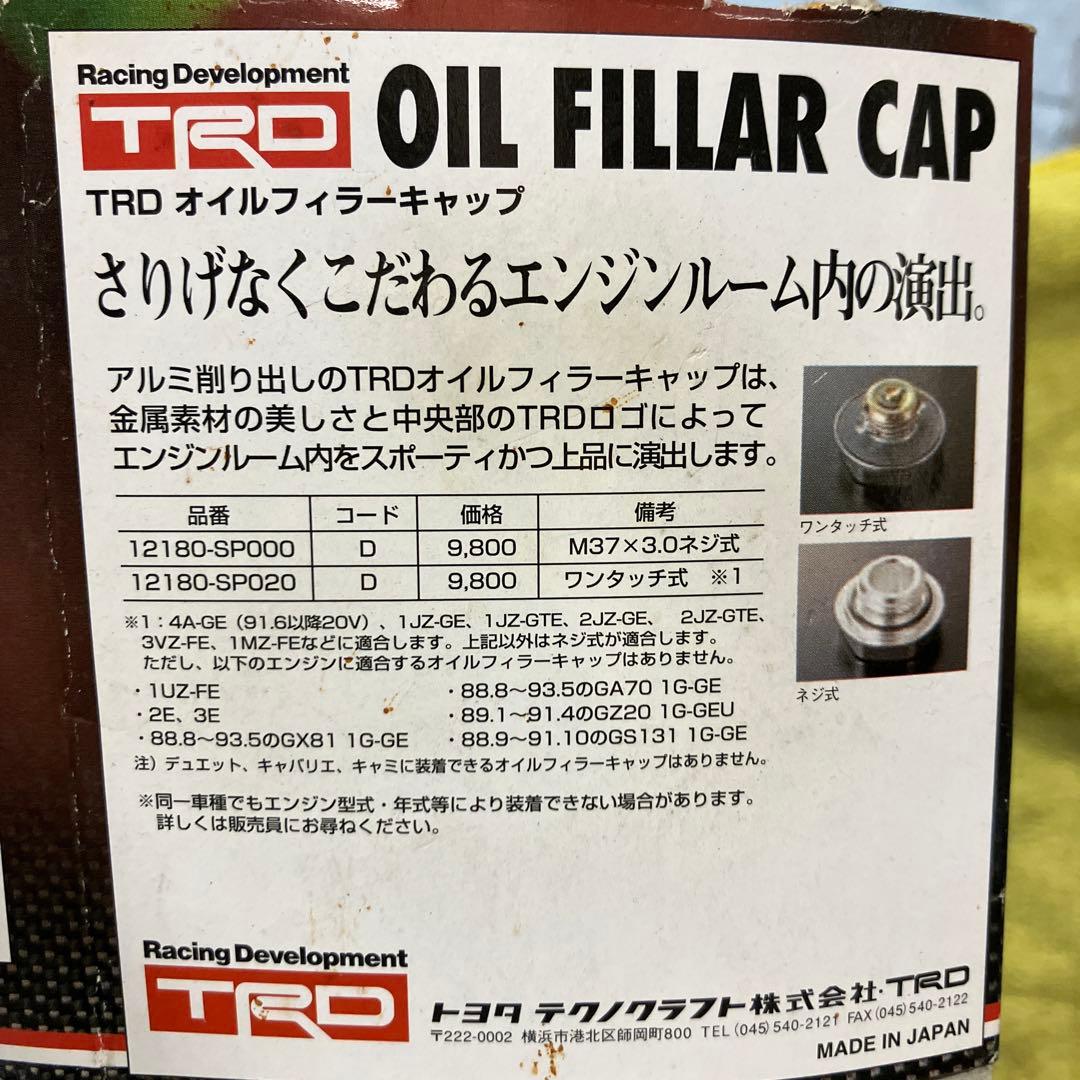 Racing Development
TRD OIL FILLAR CAP
TRD オイルフィラーキャップ
さりげなくこだわるエンジンルーム内の演出。
アルミ削り出しのTRDオイルフィラーキャップは、
金属素材の美しさと中央部のTRDロゴによって
エンジンルーム内をスポーティかつ上品に演出します。
ワンタッチ式
ネジ式
品番 コード 価格 備考
12180-SP000 D 9,800 M37×3.0ネジ式
12180-SP020 D 9,800 ワンタッチ式 ※1
※1：4A-GE（91.6以降20V）、1JZ-GE、1JZ-GTE、2JZ-GE、 2JZ-GTE、
3VZ-FE、1MZ-FEなどに適合します。上記以外はネジ式が適合します。
ただし、以下のエンジンに適合するオイルフィラーキャップはありません。
・1UZ-FE ・88.8〜93.5のGA70 1G-GE
・2E、3E ・89.1〜91.4のGZ20 1G-GEU
・88.8〜93.5のGX81 1G-GE ・88.9〜91.10のGS131 1G-GE
注）デュエット、キャバリエ、キャミに装着できるオイルフィラーキャップはありません。
※同一車種でもエンジン型式・年式等により装着できない場合があります。
詳しくは販売員にお尋ねください。
Racing Development
TRD
トヨタ テクノクラフト株式会社・TRD
〒222-0002 横浜市港北区師岡町800 TEL (045) 540-2121 FAX (045) 540-2122
MADE IN JAPAN